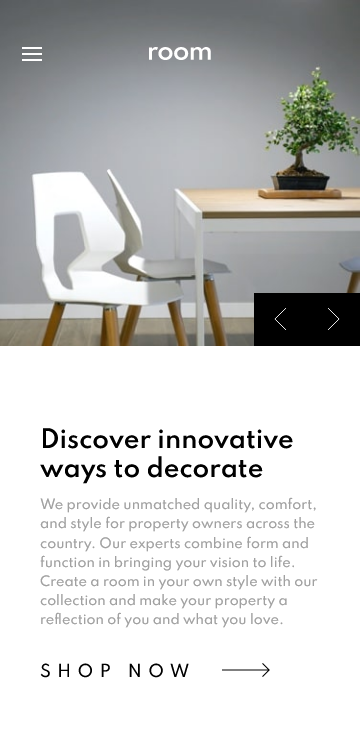 room
Discover innovative
ways to decorate
We provide unmatched quality, comfort,
and style for property owners across the
country. Our experts combine form and
function in bringing your vision to life.
Create a room in your own style with our
collection and make your property a
reflection of you and what you love.
SHOP NOW